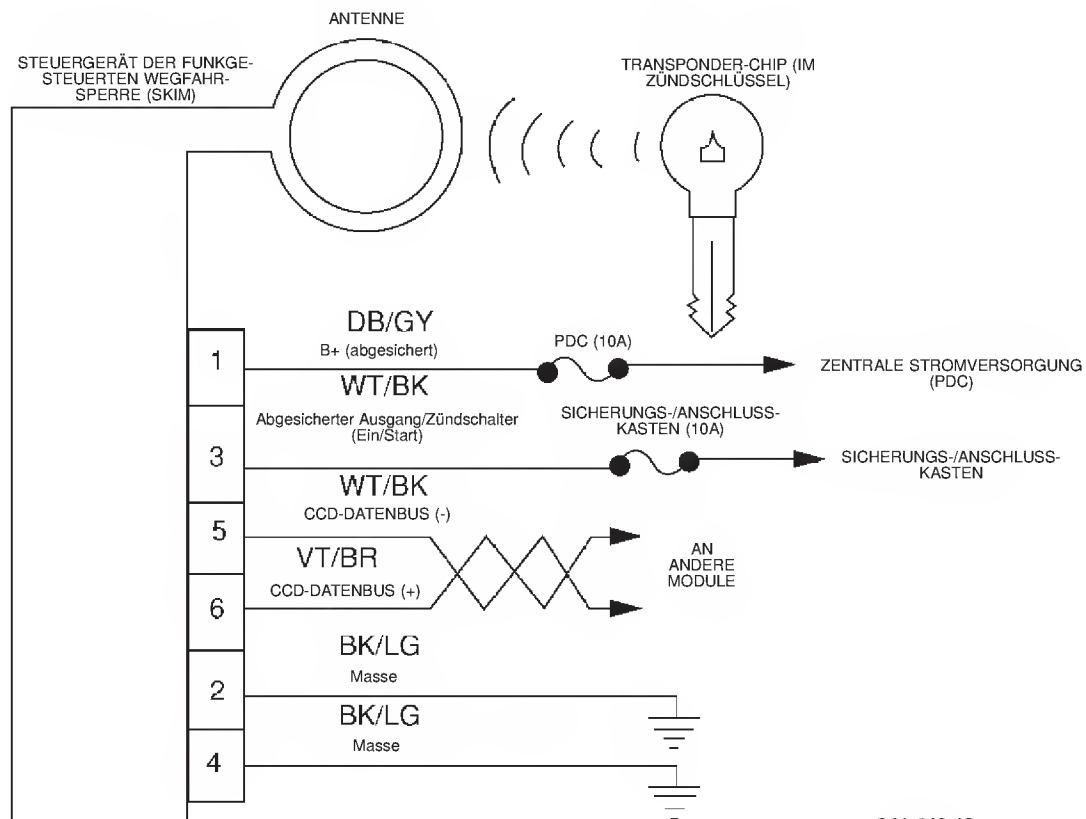 ANTENNE
STEUERGERÄT DER FUNKGE-
STEUERTEN WEGFAHR-
SPERRE (SKIM)
TRANSPONDER-CHIP (IM
ZÜNDSCHLÜSSEL)
DB/GY
1
B+ (abgesichert)
PDC (10A)
ZENTRALE STROMVERSORGUNG
(PDC)
WT/BK
Abgesicherter Ausgang/Zündschalter
(Ein/Start)
SICHERUNGS-/ANSCHLUSS-
KASTEN (10A)
3
SICHERUNGS-/ANSCHLUSS-
KASTEN
WT/BK
CCD-DATENBUS (-)
5
VT/BR
CCD-DATENBUS (+)
6
AN
ANDERE
MODULE
BK/LG
Masse
2
BK/LG
Masse
4